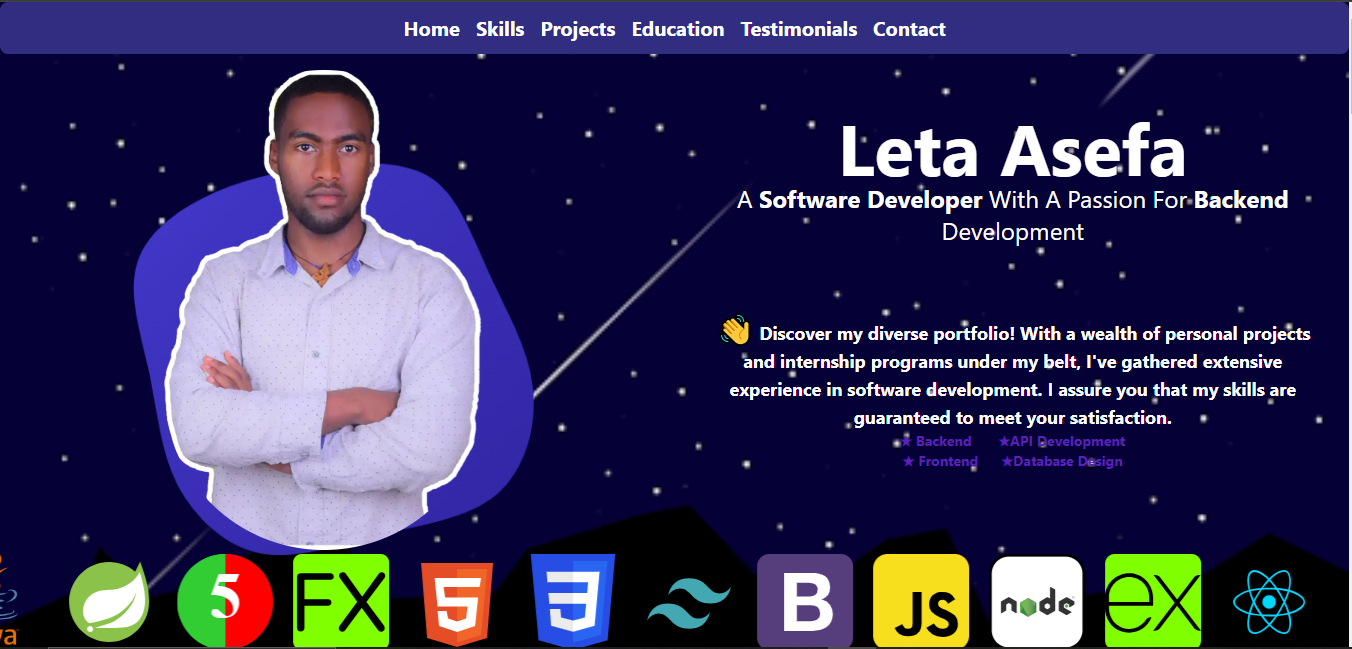 Home Skills Projects Education Testimonials Contact
Leta Asefa
A Software Developer With A Passion For Backend
Development
👋 Discover my diverse portfolio! With a wealth of personal projects
and internship programs under my belt, I've gathered extensive
experience in software development. I assure you that my skills are
guaranteed to meet your satisfaction.
★ Backend ★API Development
★ Frontend ★Database Design
va 5 FX 5 3 B JS node ex